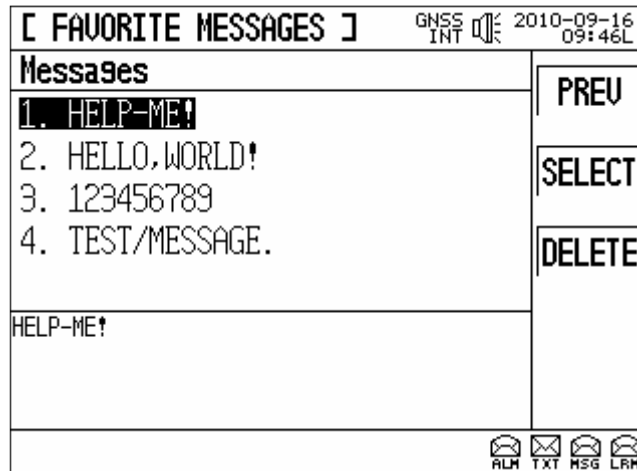 [ FAVORITE MESSAGES ]
GNSS INT 2010-09-16 09:46L
Messages
1. HELP-ME!
2. HELLO,WORLD!
3. 123456789
4. TEST/MESSAGE.
HELP-ME!
PREV
SELECT
DELETE
ALM TXT MSG LRM